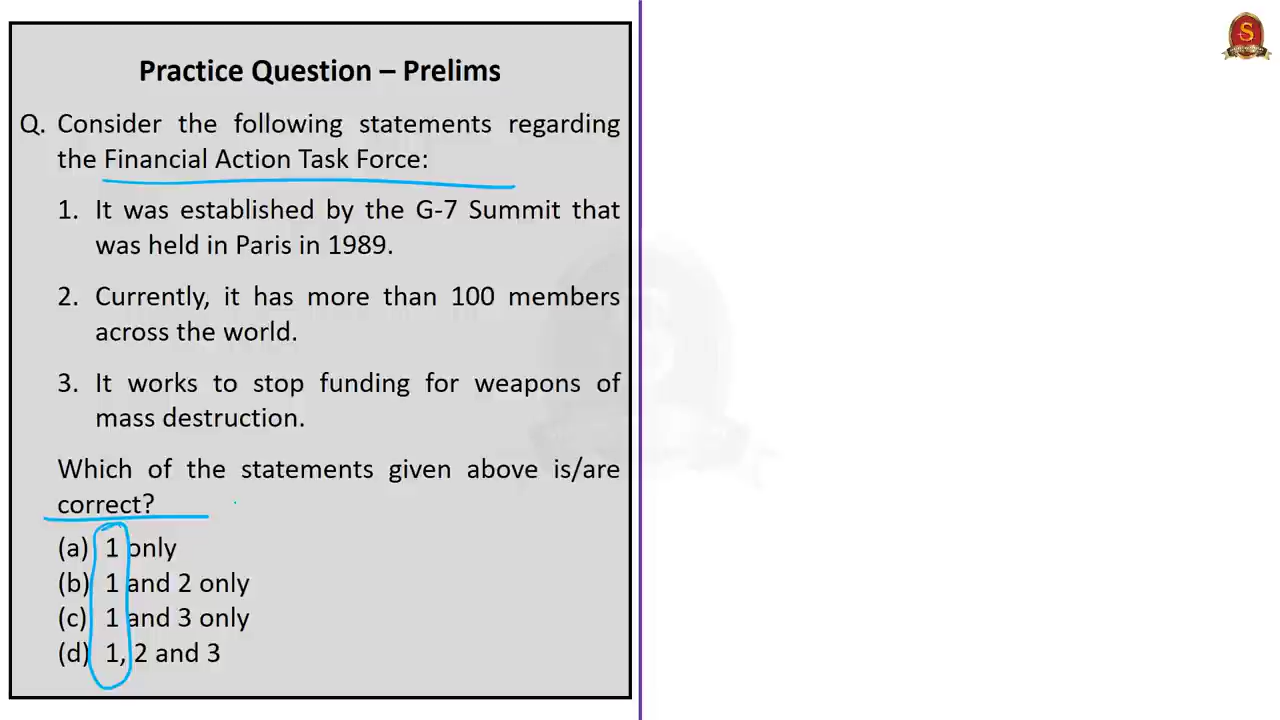 Practice Question – Prelims
Q. Consider the following statements regarding
the Financial Action Task Force:
1. It was established by the G-7 Summit that
was held in Paris in 1989.
2. Currently, it has more than 100 members
across the world.
3. It works to stop funding for weapons of
mass destruction.
Which of the statements given above is/are
correct?
(a) 1 only
(b) 1 and 2 only
(c) 1 and 3 only
(d) 1, 2 and 3
S